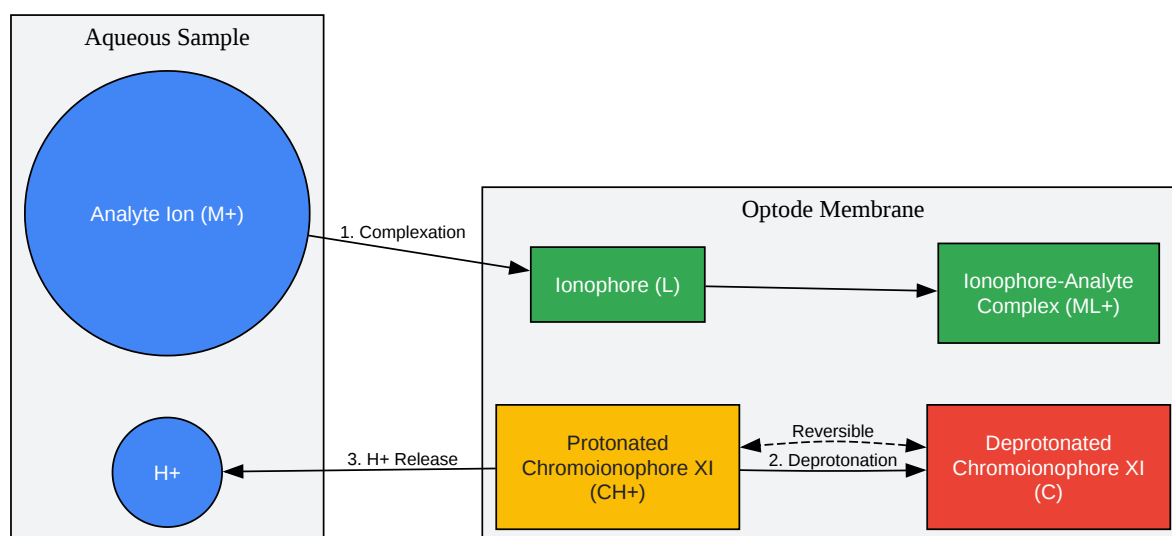 Aqueous Sample
Analyte Ion (M+)
1. Complexation
Optode Membrane
Ionophore (L)
Ionophore-Analyte
Complex (ML+)
H+
3. H+ Release
Protonated
Chromoionophore XI
(CH+)
Reversible
2. Deprotonation
Deprotonated
Chromoionophore XI
(C)